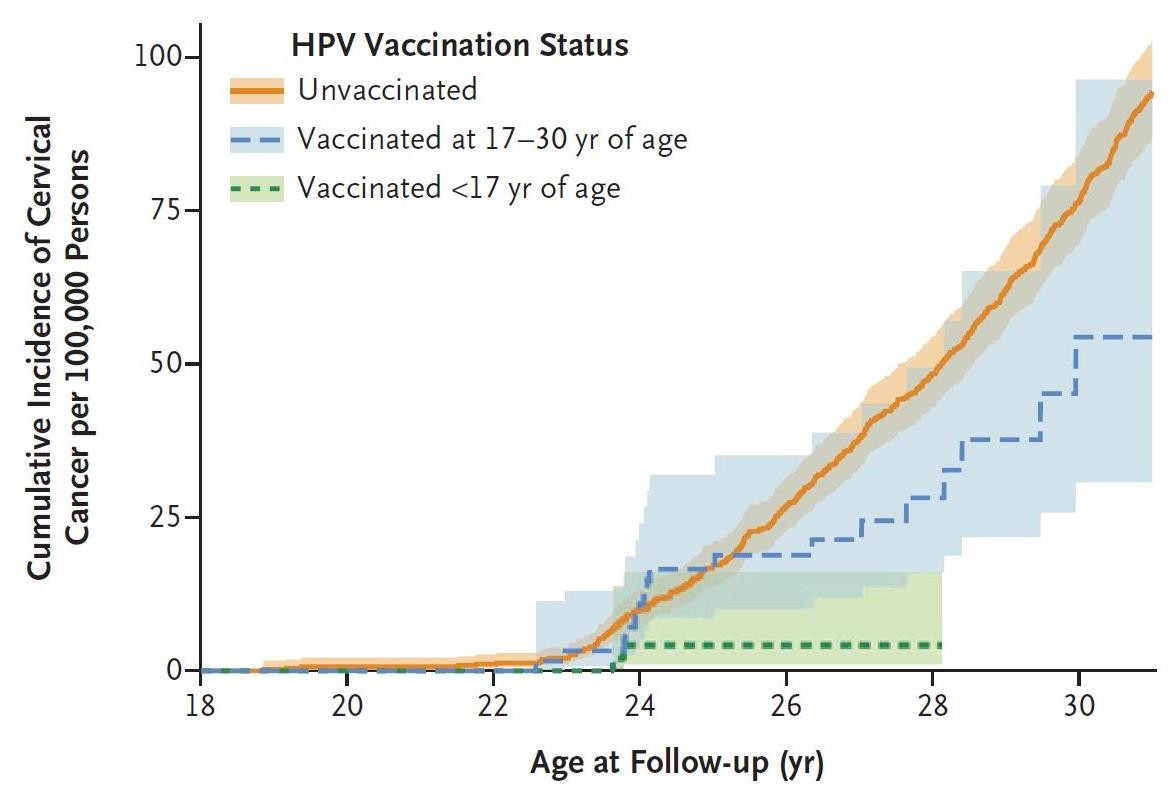 HPV Vaccination Status
Unvaccinated
Vaccinated at 17–30 yr of age
Vaccinated <17 yr of age
Cumulative Incidence of Cervical
Cancer per 100,000 Persons
100
75
50
25
0
18 20 22 24 26 28 30
Age at Follow-up (yr)